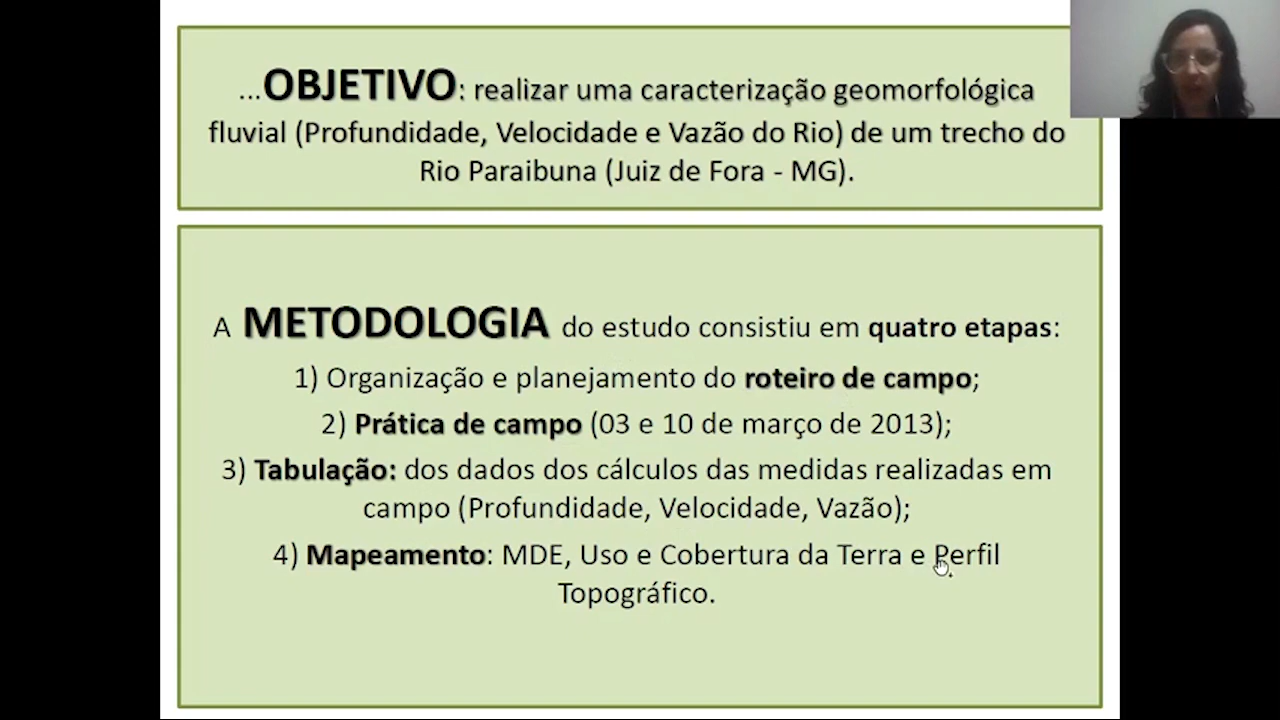 ...OBJETIVO: realizar uma caracterização geomorfológica
fluvial (Profundidade, Velocidade e Vazão do Rio) de um trecho do
Rio Paraibuna (Juiz de Fora - MG).
A METODOLOGIA do estudo consistiu em quatro etapas:
1) Organização e planejamento do roteiro de campo;
2) Prática de campo (03 e 10 de março de 2013);
3) Tabulação: dos dados dos cálculos das medidas realizadas em
campo (Profundidade, Velocidade, Vazão);
4) Mapeamento: MDE, Uso e Cobertura da Terra e Perfil
Topográfico.